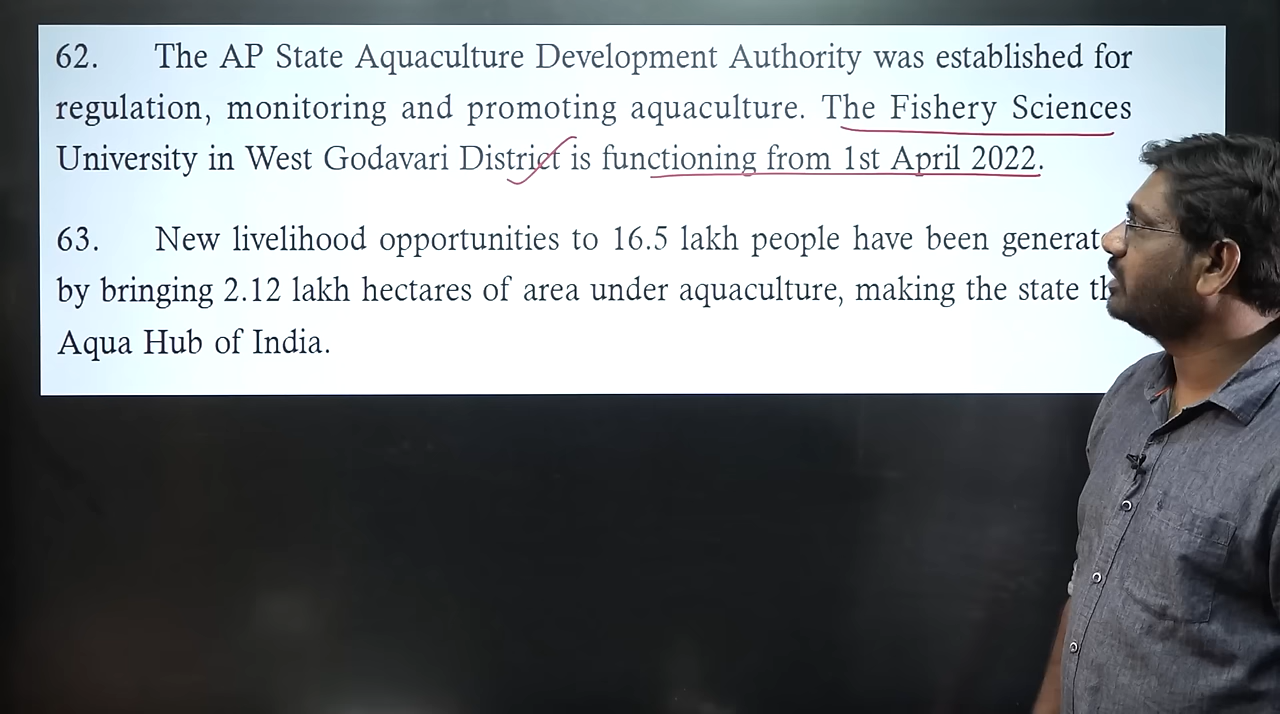 62. The AP State Aquaculture Development Authority was established for
regulation, monitoring and promoting aquaculture. The Fishery Sciences
University in West Godavari District is functioning from 1st April 2022.
63. New livelihood opportunities to 16.5 lakh people have been generat
by bringing 2.12 lakh hectares of area under aquaculture, making the state th
Aqua Hub of India.